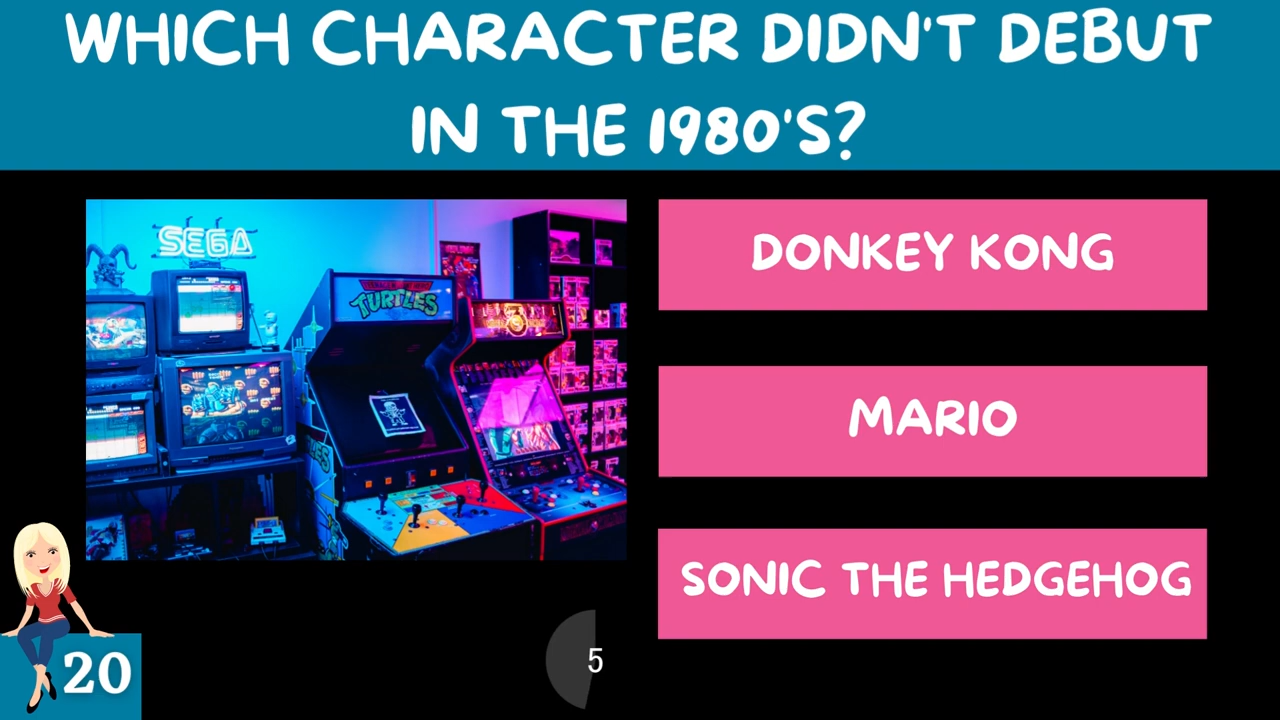 WHICH CHARACTER DIDN'T DEBUT
IN THE 1980'S?
SEGA
TURTLES
DONKEY KONG
MARIO
SONIC THE HEDGEHOG
5
20